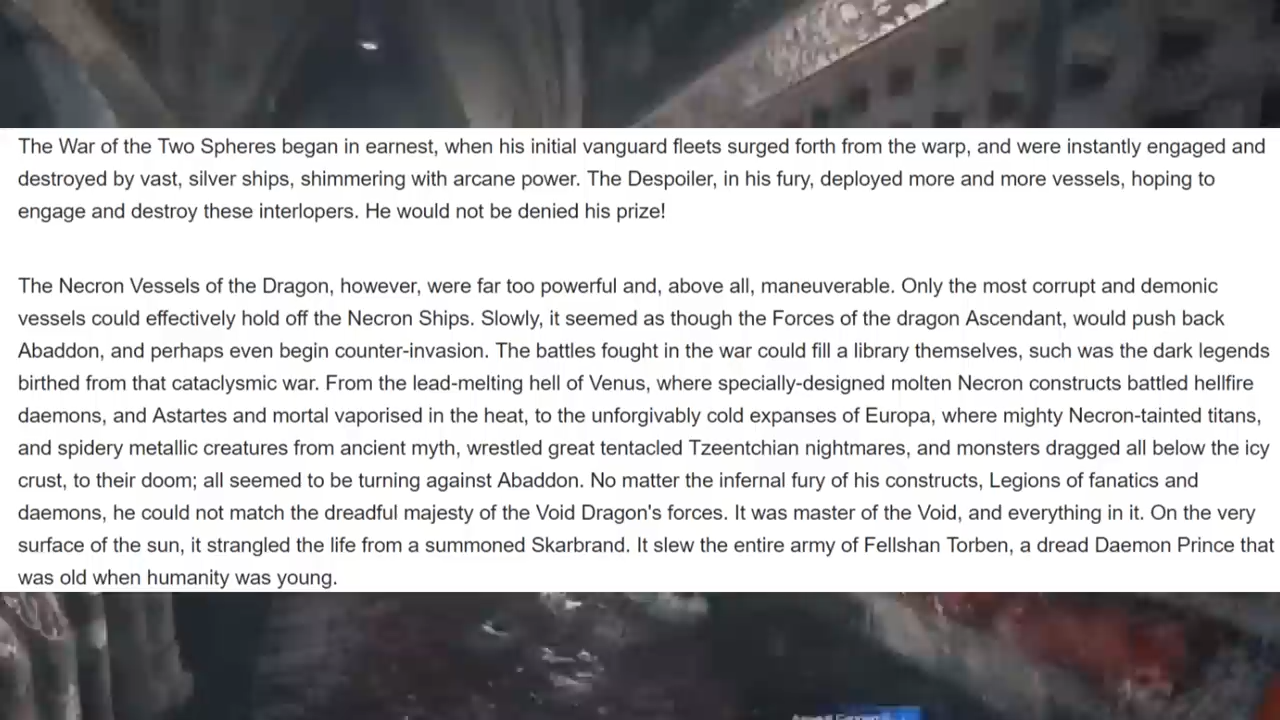 The War of the Two Spheres began in earnest, when his initial vanguard fleets surged forth from the warp, and were instantly engaged and
destroyed by vast, silver ships, shimmering with arcane power. The Despoiler, in his fury, deployed more and more vessels, hoping to
engage and destroy these interlopers. He would not be denied his prize!
The Necron Vessels of the Dragon, however, were far too powerful and, above all, maneuverable. Only the most corrupt and demonic
vessels could effectively hold off the Necron Ships. Slowly, it seemed as though the Forces of the dragon Ascendant, would push back
Abaddon, and perhaps even begin counter-invasion. The battles fought in the war could fill a library themselves, such was the dark legends
birthed from that cataclysmic war. From the lead-melting hell of Venus, where specially-designed molten Necron constructs battled hellfire
daemons, and Astartes and mortal vaporised in the heat, to the unforgivably cold expanses of Europa, where mighty Necron-tainted titans,
and spidery metallic creatures from ancient myth, wrestled great tentacled Tzeentchian nightmares, and monsters dragged all below the icy
crust, to their doom; all seemed to be turning against Abaddon. No matter the infernal fury of his constructs, Legions of fanatics and
daemons, he could not match the dreadful majesty of the Void Dragon's forces. It was master of the Void, and everything in it. On the very
surface of the sun, it strangled the life from a summoned Skarbrand. It slew the entire army of Fellshan Torben, a dread Daemon Prince that
was old when humanity was young.